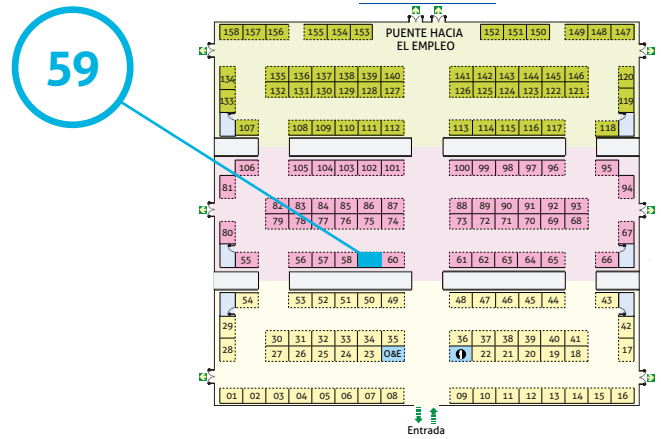 59
158 157 156 155 154 153 PUENTE HACIA 152 151 150 149 148 147
EL EMPLEO
134 135 136 137 138 139 140 141 142 143 144 145 146 120
133 132 131 130 129 128 127 126 125 124 123 122 121 119
107 108 109 110 111 112 113 114 115 116 117 118
106 105 104 103 102 101 100 99 98 97 96 95
81 94
82 83 84 85 86 87 88 89 90 91 92 93
80 79 78 77 76 75 74 73 72 71 70 69 68 67
55 56 57 58 60 61 62 63 64 65 66
54 53 52 51 50 49 48 47 46 45 44 43
29 42
30 31 32 33 34 35 36 37 38 39 40 41
28 27 26 25 24 23 O&E 22 21 20 19 18 17
01 02 03 04 05 06 07 08 09 10 11 12 13 14 15 16
Entrada